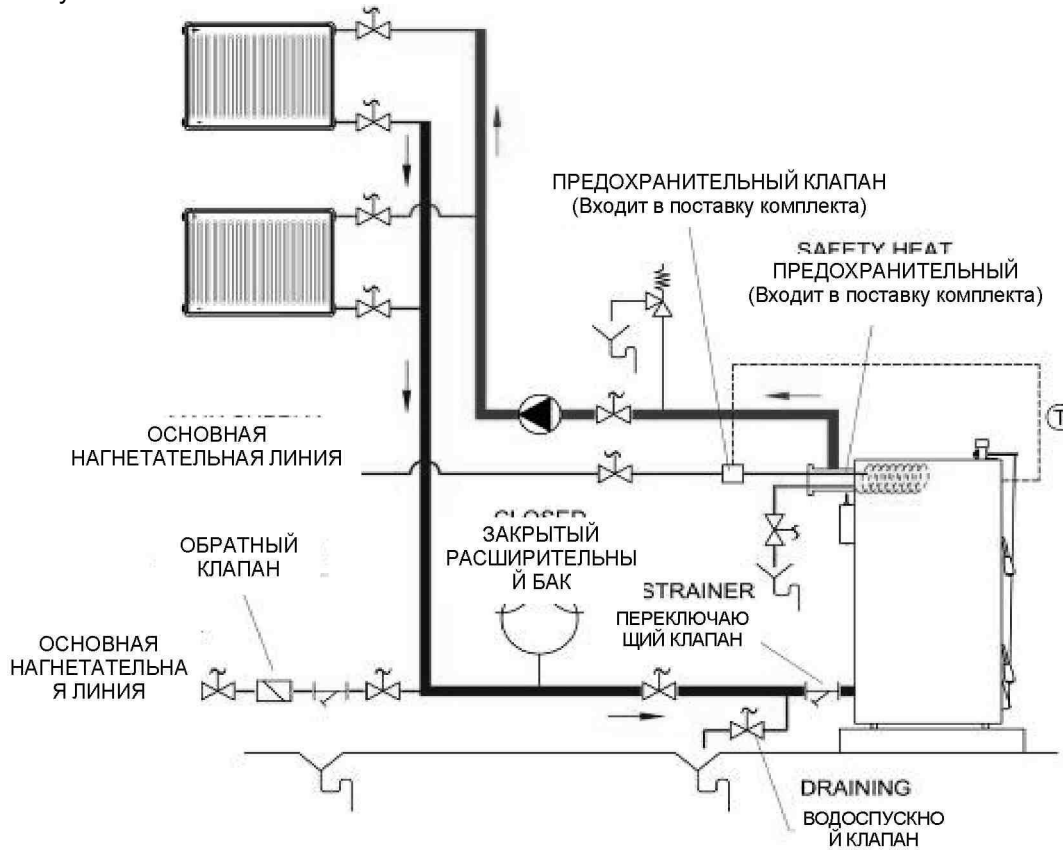 ПРЕДОХРАНИТЕЛЬНЫЙ КЛАПАН
(Входит в поставку комплекта)
SAFETY HEAT
ПРЕДОХРАНИТЕЛЬНЫЙ
(Входит в поставку комплекта)
T
ОСНОВНАЯ
НАГНЕТАТЕЛЬНАЯ ЛИНИЯ
CLOSED
ЗАКРЫТЫЙ
РАСШИРИТЕЛЬНЫ
Й БАК
ОБРАТНЫЙ
КЛАПАН
STRAINER
ПЕРЕКЛЮЧАЮ
ЩИЙ КЛАПАН
ОСНОВНАЯ
НАГНЕТАТЕЛЬНА
Я ЛИНИЯ
DRAINING
ВОДОСПУСКНО
Й КЛАПАН